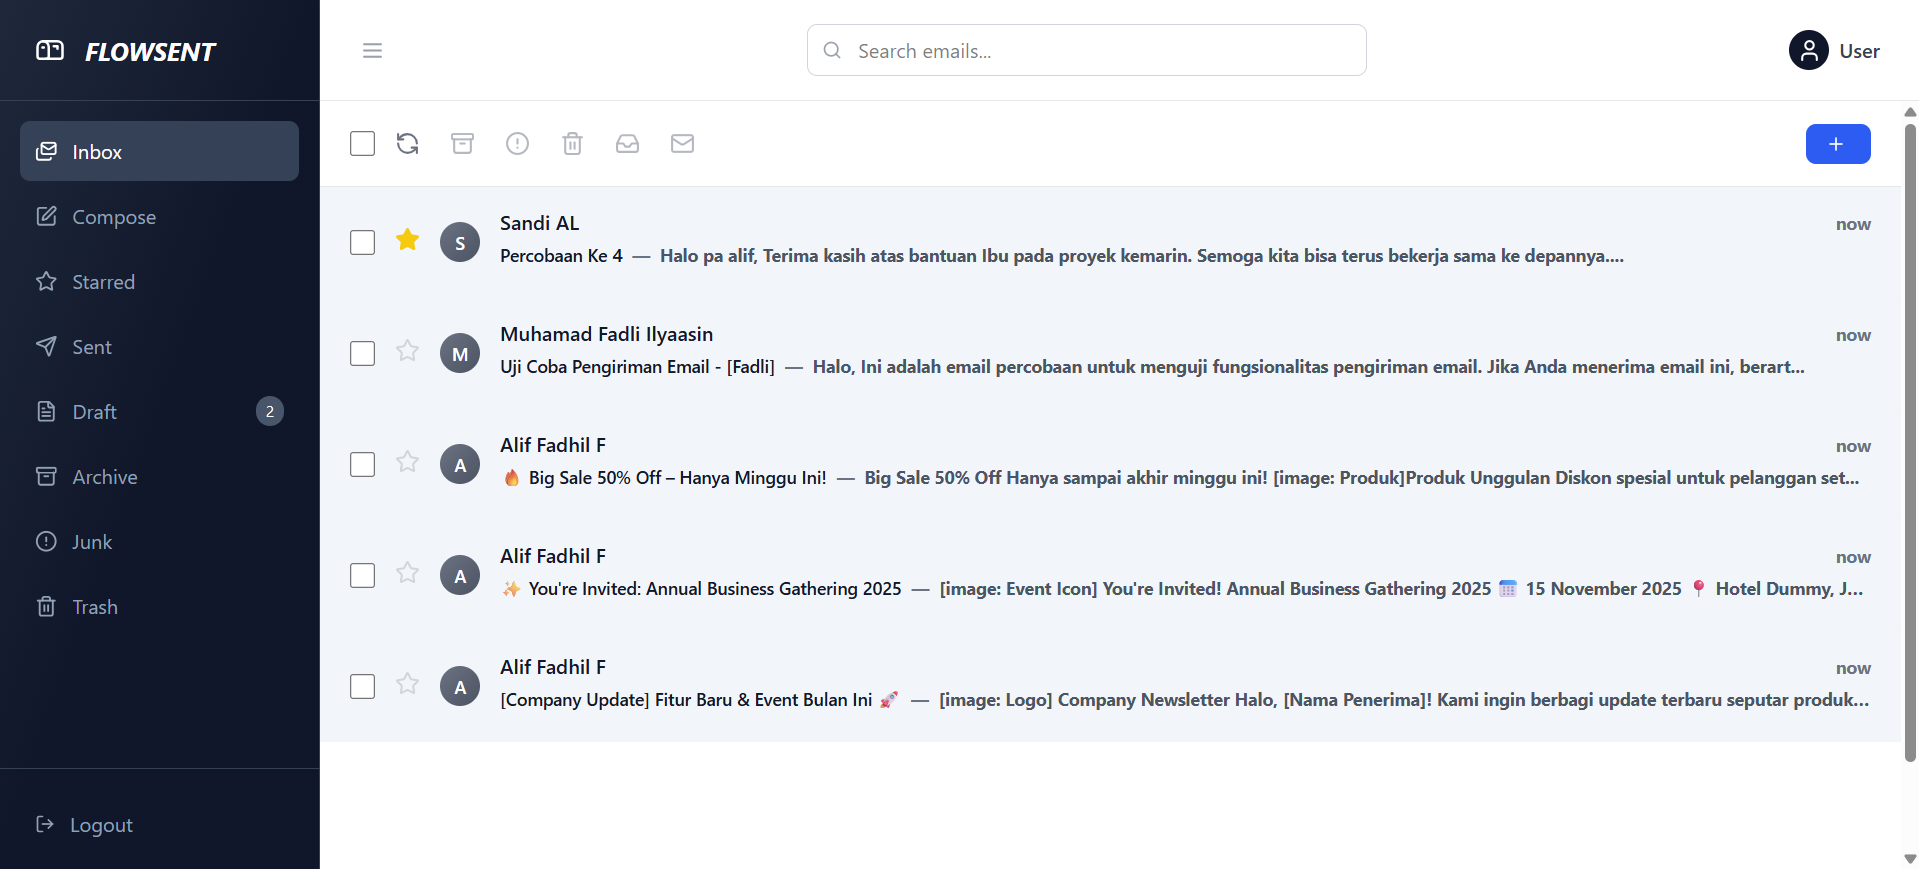 FLOWSENT
Search emails...
User
Inbox
Compose
Starred
Sent
Draft
2
Archive
Junk
Trash
Logout
S
Sandi AL
now
Percobaan Ke 4 — Halo pa alif, Terima kasih atas bantuan Ibu pada proyek kemarin. Semoga kita bisa terus bekerja sama ke depannya....
M
Muhamad Fadli Ilyaasin
now
Uji Coba Pengiriman Email - [Fadli] — Halo, Ini adalah email percobaan untuk menguji fungsionalitas pengiriman email. Jika Anda menerima email ini, berart...
A
Alif Fadhil F
now
🔥 Big Sale 50% Off – Hanya Minggu Ini! — Big Sale 50% Off Hanya sampai akhir minggu ini! [image: Produk]Produk Unggulan Diskon spesial untuk pelanggan set...
A
Alif Fadhil F
now
✨ You're Invited: Annual Business Gathering 2025 — [image: Event Icon] You're Invited! Annual Business Gathering 2025 🗓️ 15 November 2025 📍 Hotel Dummy, J...
A
Alif Fadhil F
now
[Company Update] Fitur Baru & Event Bulan Ini 🚀 — [image: Logo] Company Newsletter Halo, [Nama Penerima]! Kami ingin berbagi update terbaru seputar produk...